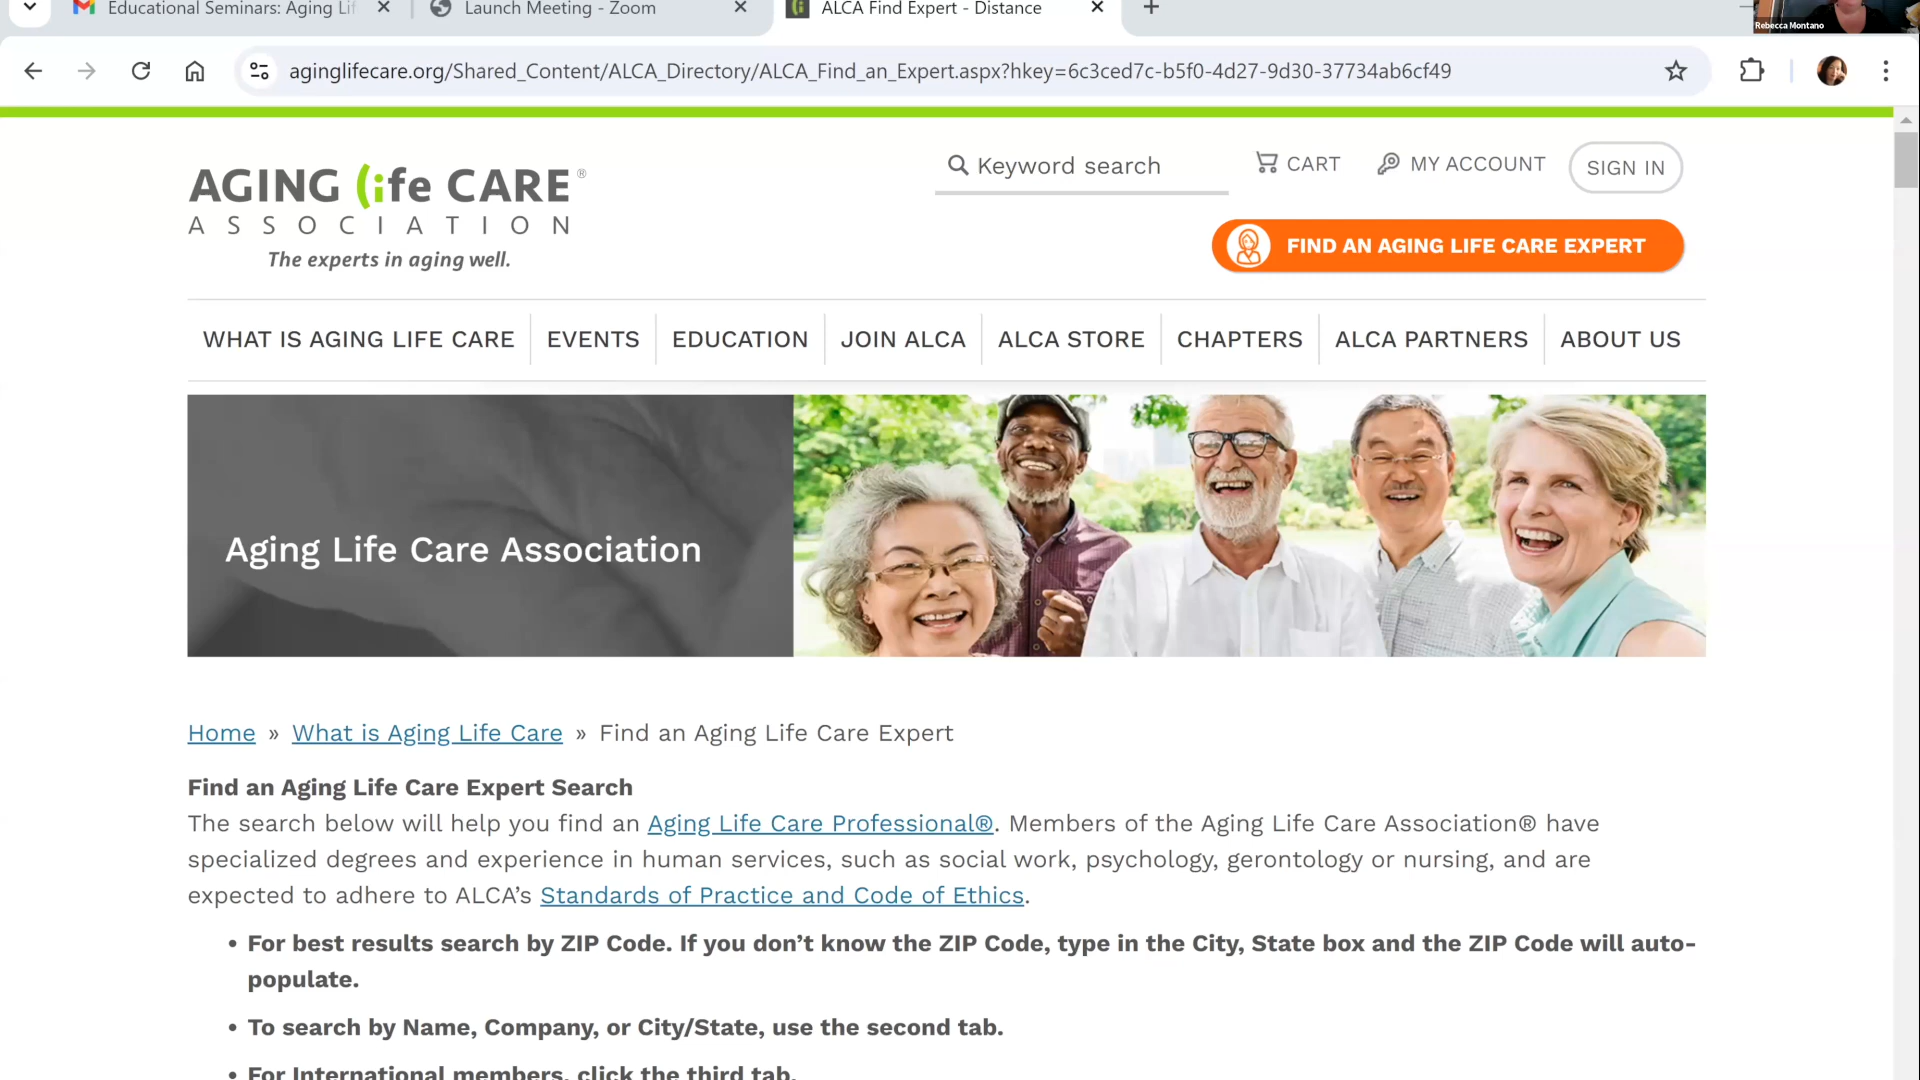 Educational Seminars: Aging Lif
Launch Meeting - Zoom
ALCA Find Expert - Distance
Rebecca Montano
aginglifecare.org/Shared_Content/ALCA_Directory/ALCA_Find_an_Expert.aspx?hkey=6c3ced7c-b5f0-4d27-9d30-37734ab6cf49
AGING life CARE®
ASSOCIATION
The experts in aging well.
Keyword search
CART
MY ACCOUNT
SIGN IN
FIND AN AGING LIFE CARE EXPERT
WHAT IS AGING LIFE CARE
EVENTS
EDUCATION
JOIN ALCA
ALCA STORE
CHAPTERS
ALCA PARTNERS
ABOUT US
Aging Life Care Association
Home » What is Aging Life Care » Find an Aging Life Care Expert
Find an Aging Life Care Expert Search
The search below will help you find an Aging Life Care Professional®. Members of the Aging Life Care Association® have
specialized degrees and experience in human services, such as social work, psychology, gerontology or nursing, and are
expected to adhere to ALCA’s Standards of Practice and Code of Ethics.
• For best results search by ZIP Code. If you don’t know the ZIP Code, type in the City, State box and the ZIP Code will auto-
populate.
• To search by Name, Company, or City/State, use the second tab.
• For International members, click the third tab.